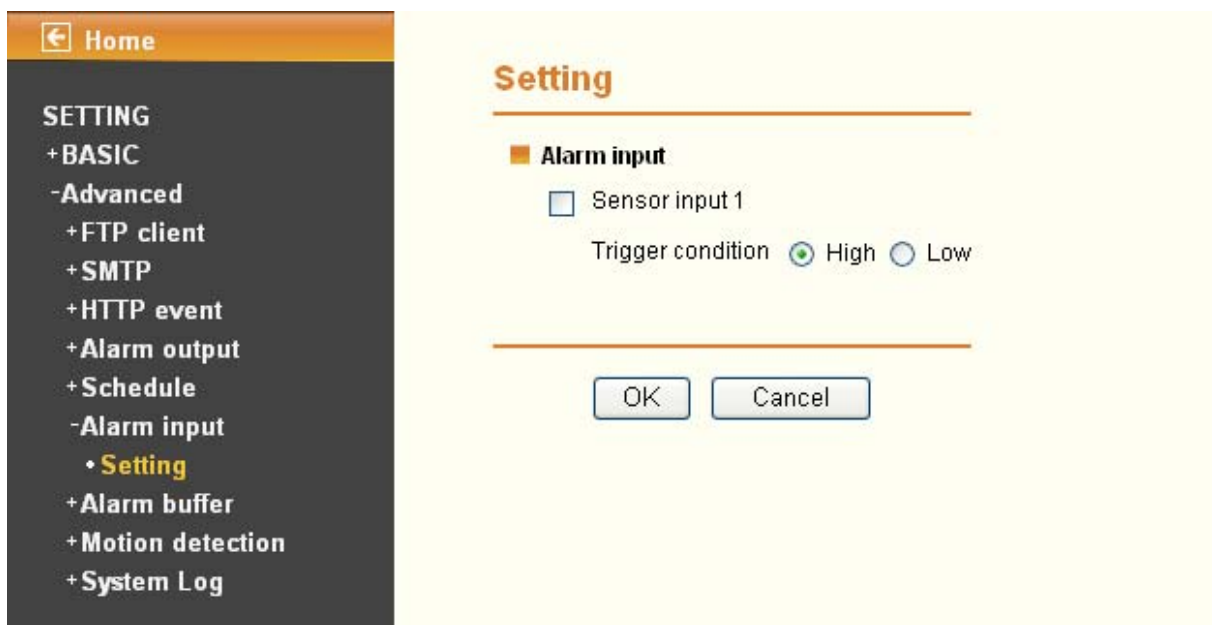 Home
SETTING
+BASIC
-Advanced
+FTP client
+SMTP
+HTTP event
+Alarm output
+Schedule
-Alarm input
• Setting
+Alarm buffer
+Motion detection
+System Log
Setting
Alarm input
Sensor input 1
Trigger condition High Low
OK Cancel